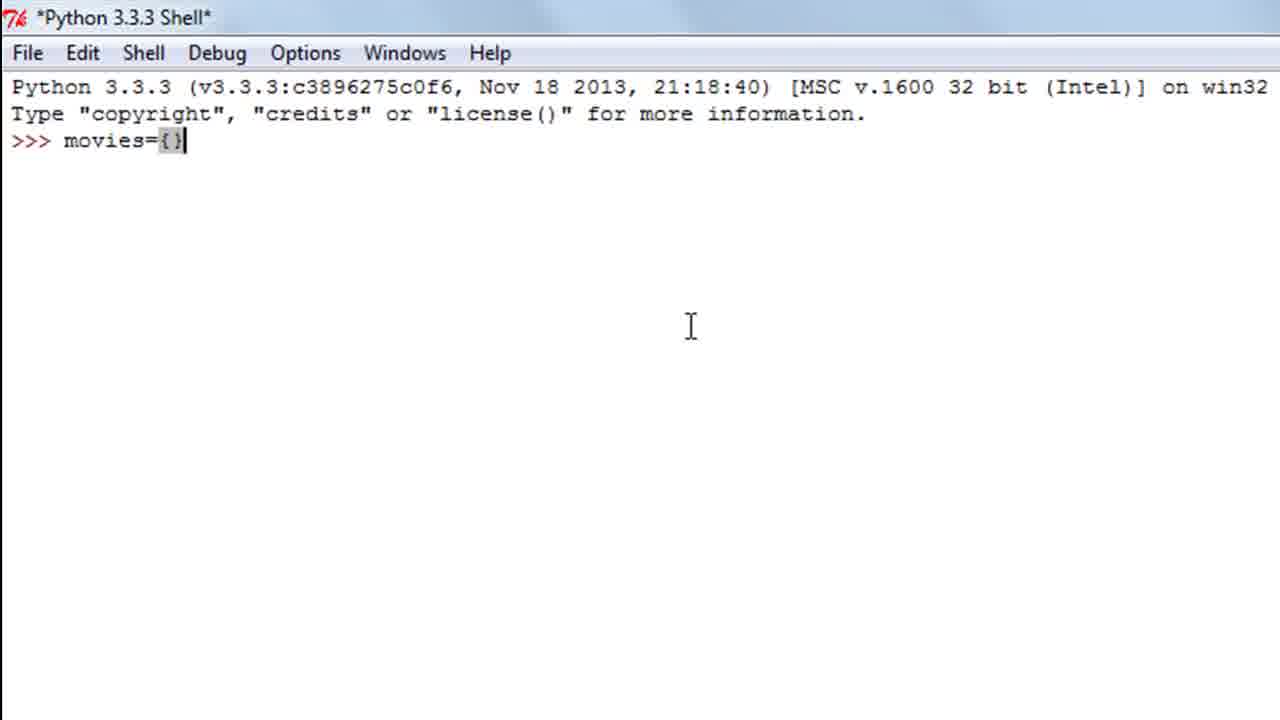 *Python 3.3.3 Shell*
File Edit Shell Debug Options Windows Help
Python 3.3.3 (v3.3.3:c3896275c0f6, Nov 18 2013, 21:18:40) [MSC v.1600 32 bit (Intel)] on win32
Type "copyright", "credits" or "license()" for more information.
>>> movies={}